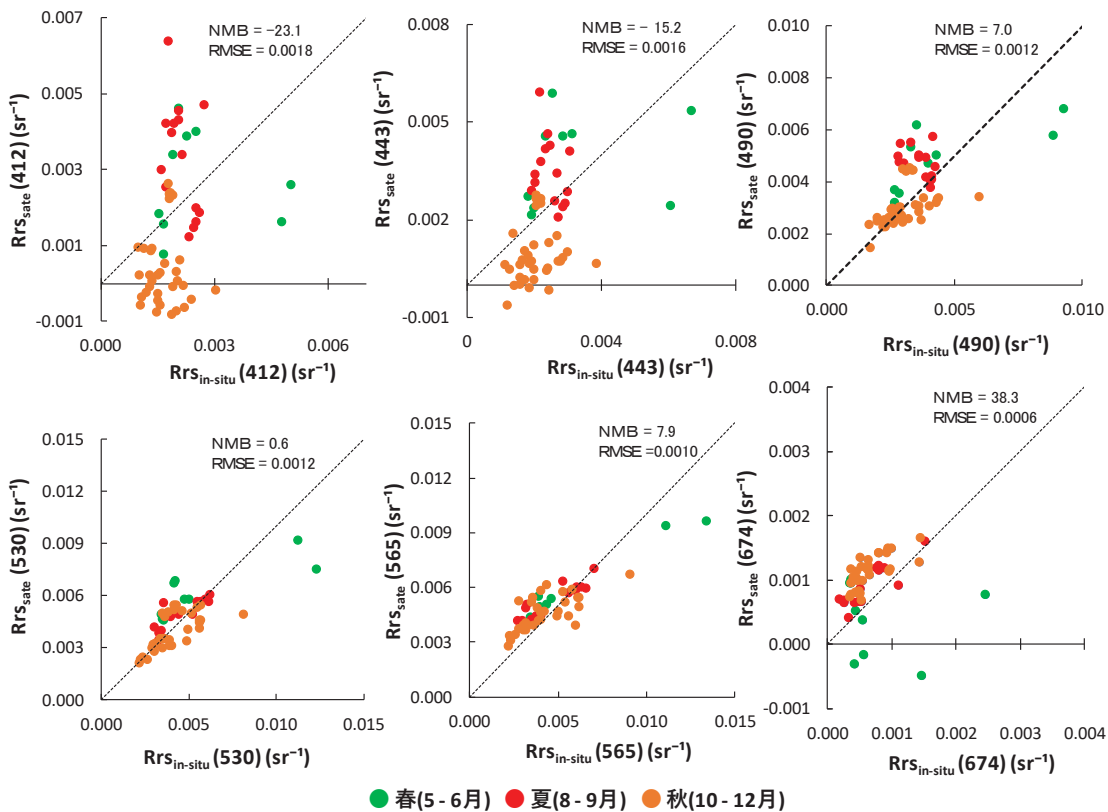 NMB = −23.1
RMSE = 0.0018
0.007
0.005
0.003
0.001
-0.001
0.000
0.003
0.006
Rrssate (412) (sr−1)
Rrsin-situ (412) (sr−1)
NMB = − 15.2
RMSE = 0.0016
0.008
0.005
0.002
-0.001
0
0.004
0.008
Rrssate (443) (sr−1)
Rrsin-situ (443) (sr−1)
NMB = 7.0
RMSE = 0.0012
0.010
0.008
0.006
0.004
0.002
0.000
0.000
0.005
0.010
Rrssate (490) (sr−1)
Rrsin-situ (490) (sr−1)
NMB = 0.6
RMSE = 0.0012
0.015
0.012
0.009
0.006
0.003
0.000
0.000
0.005
0.010
0.015
Rrssate (530) (sr−1)
Rrsin-situ (530) (sr−1)
NMB = 7.9
RMSE =0.0010
0.015
0.012
0.009
0.006
0.003
0.000
0.000
0.005
0.010
0.015
Rrssate (565) (sr−1)
Rrsin-situ (565) (sr−1)
NMB = 38.3
RMSE = 0.0006
0.004
0.003
0.002
0.001
0.000
-0.001
0.000
0.001
0.002
0.003
0.004
Rrssate (674) (sr−1)
Rrsin-situ (674) (sr−1)
春(5 - 6月) 夏(8 - 9月) 秋(10 - 12月)